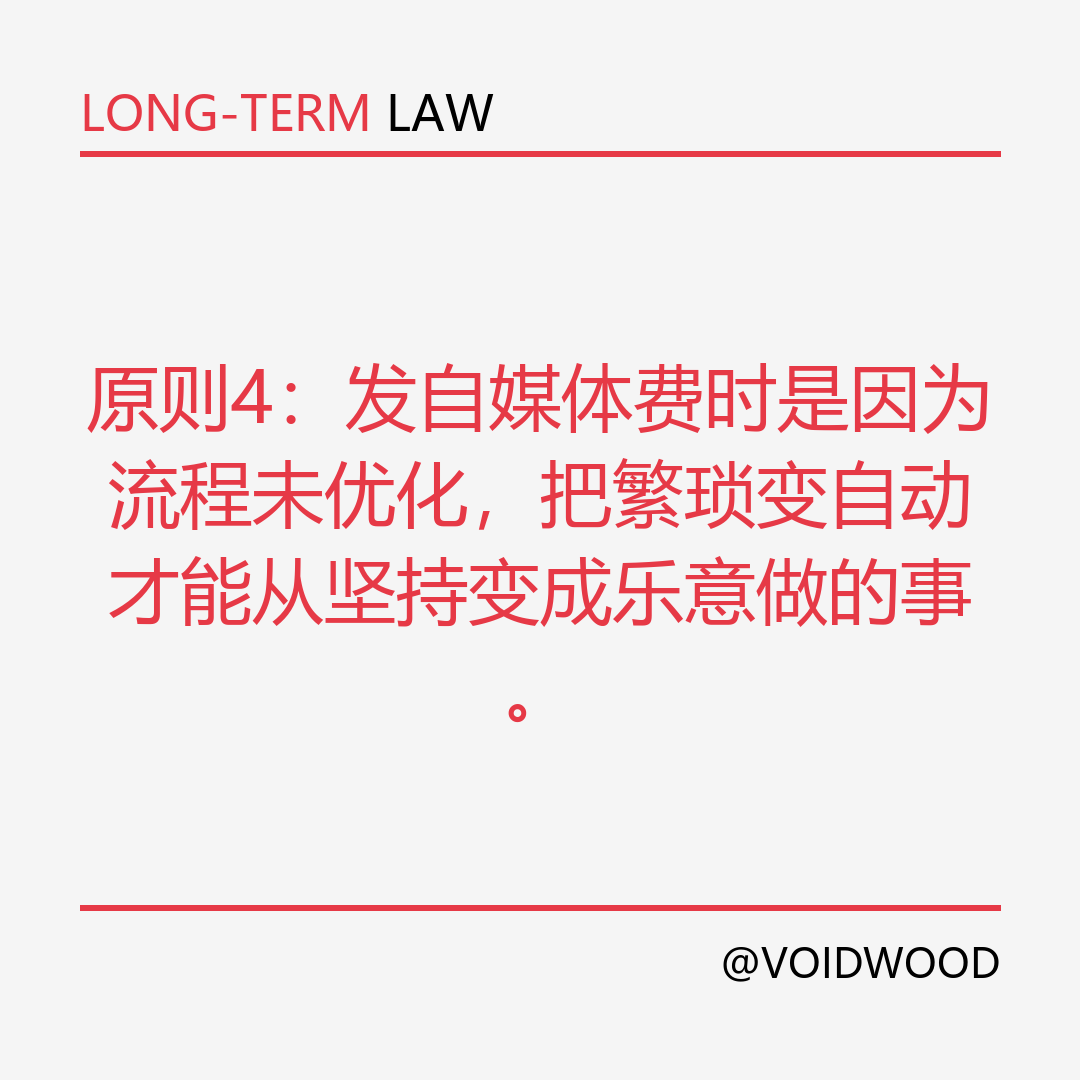 LONG-TERM LAW
原则4：发自媒体费时是因为
流程未优化，把繁琐变自动
才能从坚持变成乐意做的事
。
@VOIDWOOD